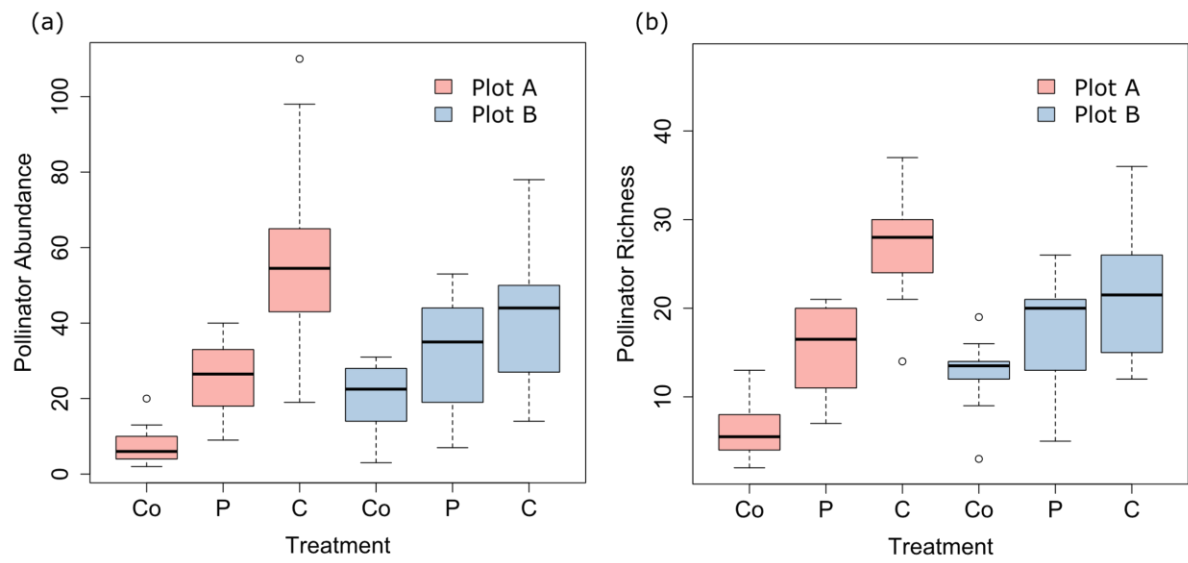 (a)
Pollinator Abundance
100
80
60
40
20
0
Plot A
Plot B
Co P C Co P C
Treatment
(b)
Pollinator Richness
40
30
20
10
Plot A
Plot B
Co P C Co P C
Treatment